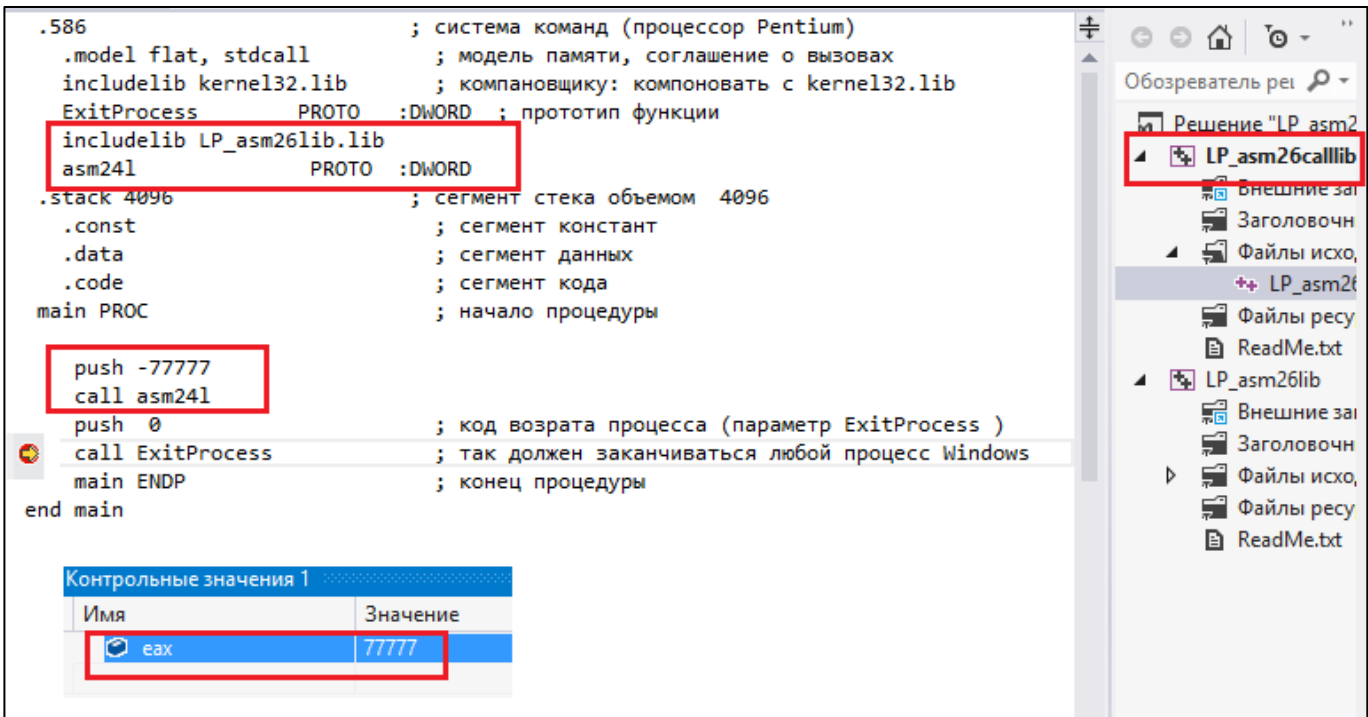 .586 ; система команд (процессор Pentium)
.model flat, stdcall ; модель памяти, соглашение о вызовах
includelib kernel32.lib ; компановщику: компоновать с kernel32.lib
ExitProcess PROTO :DWORD ; прототип функции
includelib LP_asm26lib.lib
asm24l PROTO :DWORD
.stack 4096 ; сегмент стека объемом 4096
.const ; сегмент констант
.data ; сегмент данных
.code ; сегмент кода
main PROC ; начало процедуры
push -77777
call asm24l
push 0 ; код возрата процесса (параметр ExitProcess )
call ExitProcess ; так должен заканчиваться любой процесс Windows
main ENDP ; конец процедуры
end main
Контрольные значения 1
Имя Значение
eax 77777
Обозреватель реш
Решение "LP_asm2
LP_asm26calllib
Внешние заг
Заголовочн
Файлы исхо,
LP_asm26
Файлы ресу
ReadMe.txt
LP_asm26lib
Внешние заг
Заголовочн
Файлы исхо,
Файлы ресу
ReadMe.txt